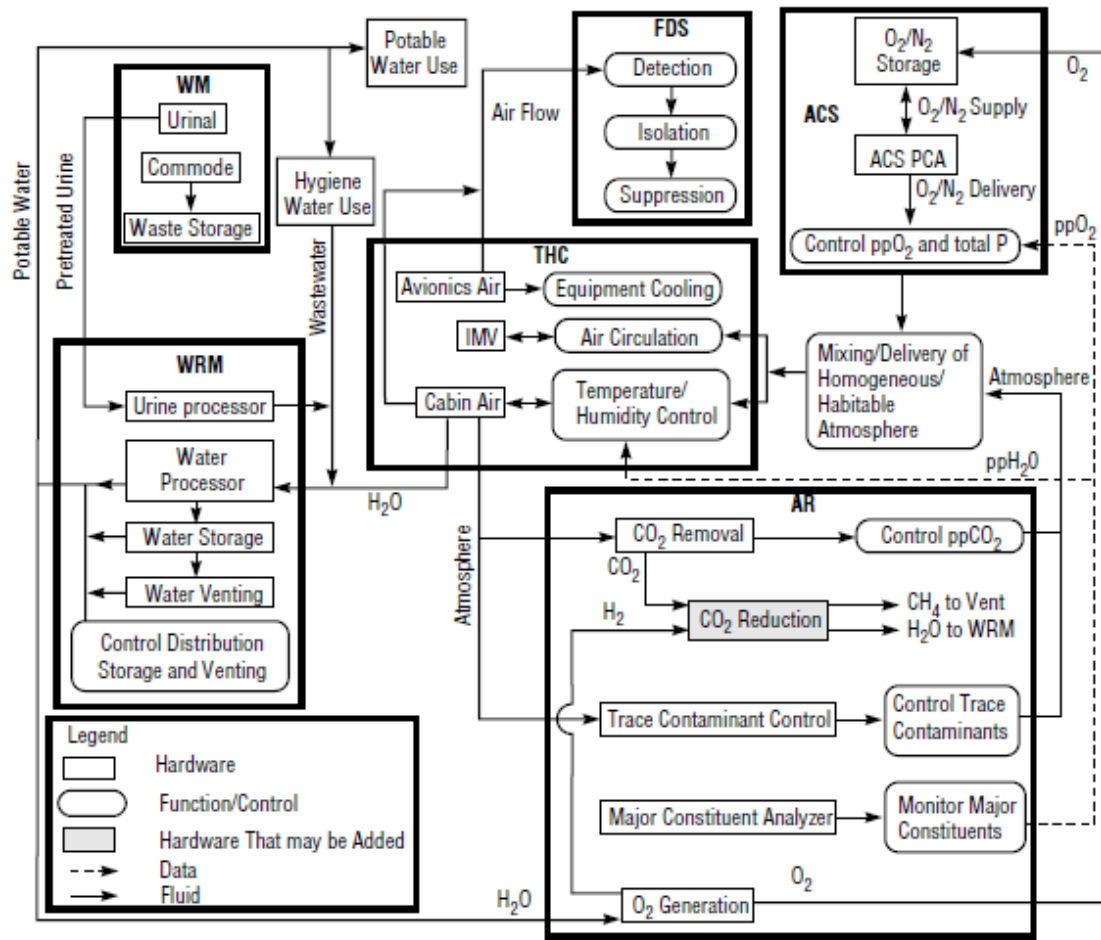 Potable
Water Use
WM
Urinal
Commode
Waste Storage
Potable Water
Pretreated Urine
Hygiene
Water Use
Wastewater
Air Flow
FDS
Detection
Isolation
Suppression
ACS
O2/N2
Storage
O2
O2/N2 Supply
ACS PCA
O2/N2 Delivery
Control ppO2 and total P
ppO2
THC
Avionics Air
Equipment Cooling
IMV
Air Circulation
Cabin Air
Temperature/
Humidity Control
Mixing/Delivery of
Homogeneous/
Habitable
Atmosphere
Atmosphere
ppH2O
WRM
Urine processor
Water
Processor
Water Storage
Water Venting
Control Distribution
Storage and Venting
H2O
Atmosphere
AR
CO2 Removal
Control ppCO2
CO2
H2
CO2 Reduction
CH4 to Vent
H2O to WRM
Trace Contaminant Control
Control Trace
Contaminants
Major Constituent Analyzer
Monitor Major
Constituents
O2
H2O
O2 Generation
Legend
Hardware
Function/Control
Hardware That may be Added
Data
Fluid